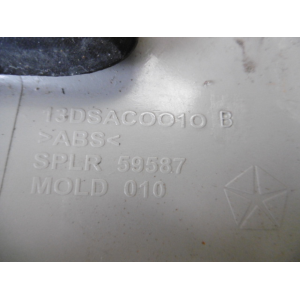 13DSAC0010 B
>ABS<
SPLR 59587
MOLD 010